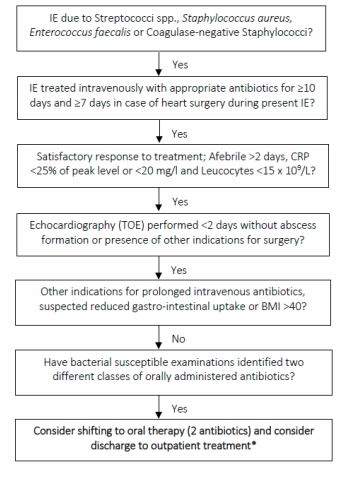 IE due to Streptococci spp., Staphylococcus aureus,
Enterococcus faecalis or Coagulase-negative Staphylococci?
Yes
IE treated intravenously with appropriate antibiotics for ≥10
days and ≥7 days in case of heart surgery during present IE?
Yes
Satisfactory response to treatment; Afebrile >2 days, CRP
<25% of peak level or <20 mg/l and Leucocytes <15 x 10⁹/L?
Yes
Echocardiography (TOE) performed <2 days without abscess
formation or presence of other indications for surgery?
Yes
Other indications for prolonged intravenous antibiotics,
suspected reduced gastro-intestinal uptake or BMI >40?
No
Have bacterial susceptible examinations identified two
different classes of orally administered antibiotics?
Yes
Consider shifting to oral therapy (2 antibiotics) and consider
discharge to outpatient treatment*